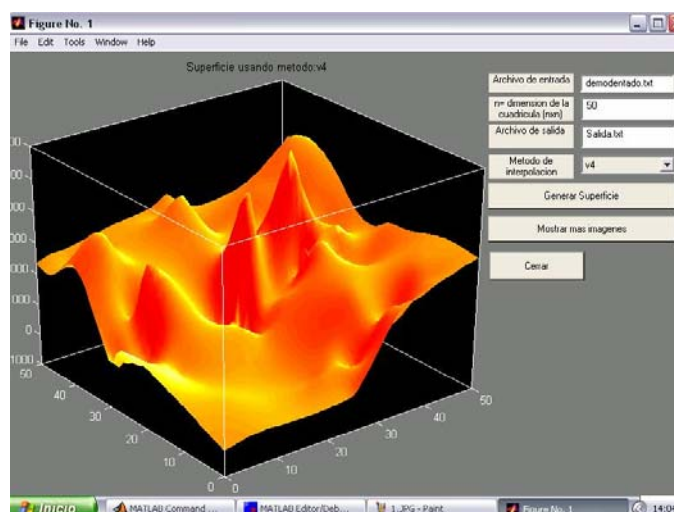 Figure No. 1
File Edit Tools Window Help
Superficie usando metodo:v4
Archivo de entrada
demodentado.txt
n= dimension de la
cuadricula (nxn)
50
Archivo de salida
Salida.txt
Metodo de
interpolacion
v4
Generar Superficie
Mostrar mas imagenes
Cerrar
0
50
40
30
20
10
0
0
10
20
30
40
50
Inicio
MATLAB Command ...
MATLAB Editor/Deb...
1.JPG - Paint
Figure No. 1